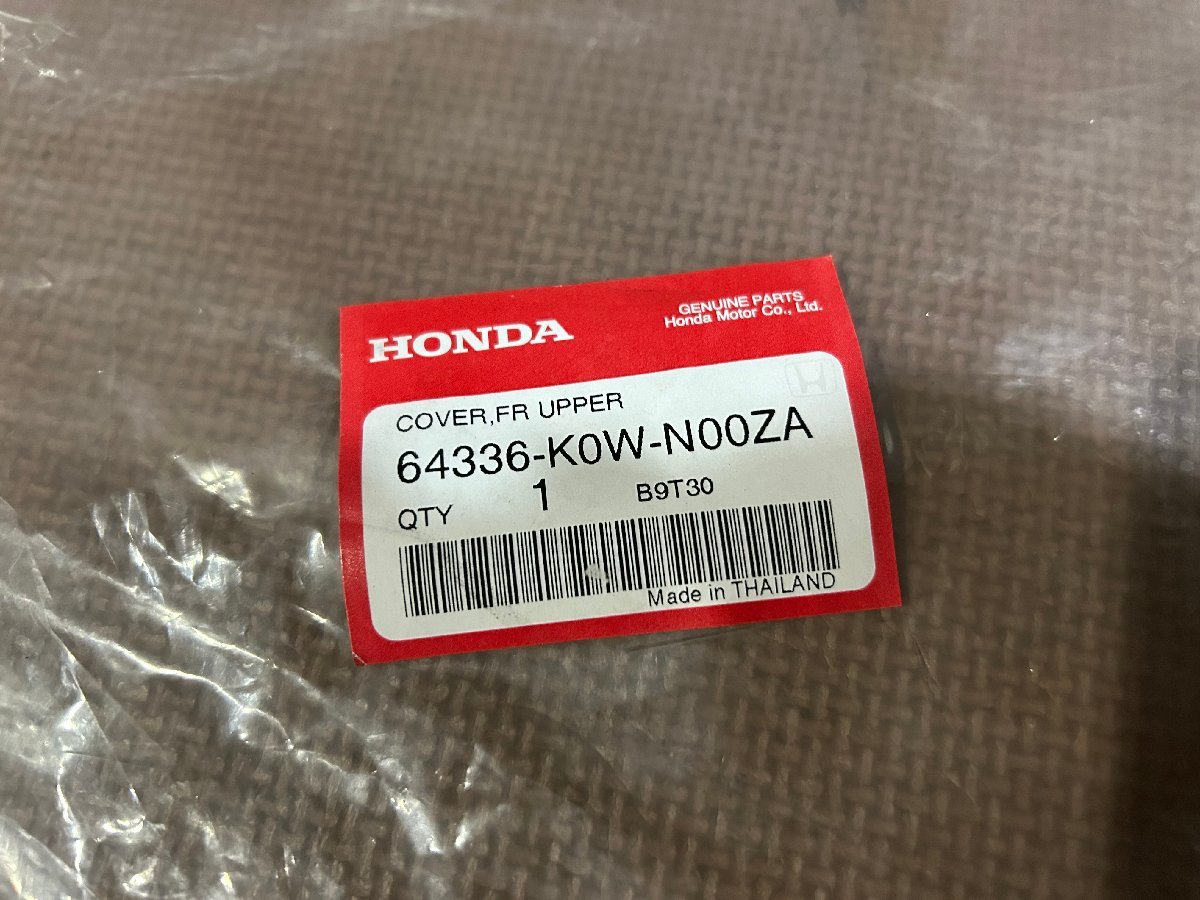 HONDA
GENUINE PARTS
Honda Motor Co., Ltd.
COVER,FR UPPER
64336-K0W-N00ZA
QTY 1 B9T30
Made in THAILAND